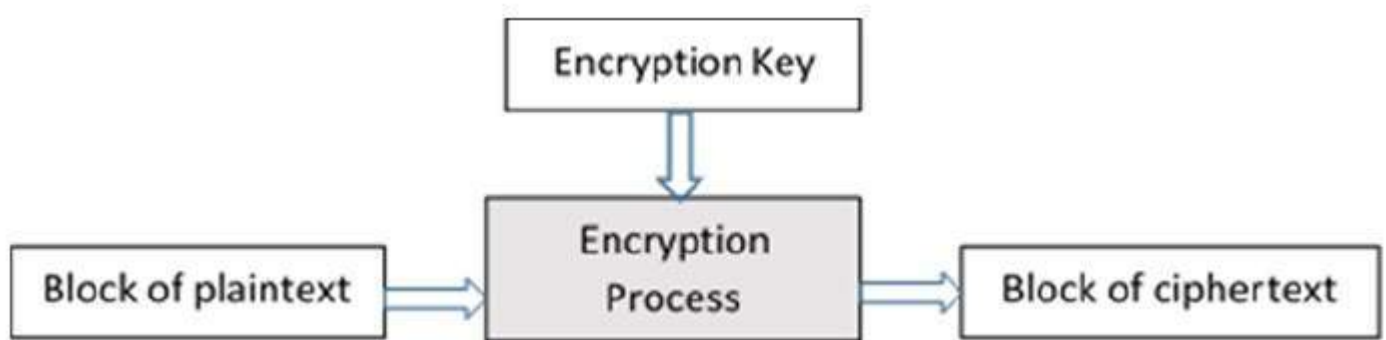 Encryption Key
Block of plaintext
Encryption
Process
Block of ciphertext